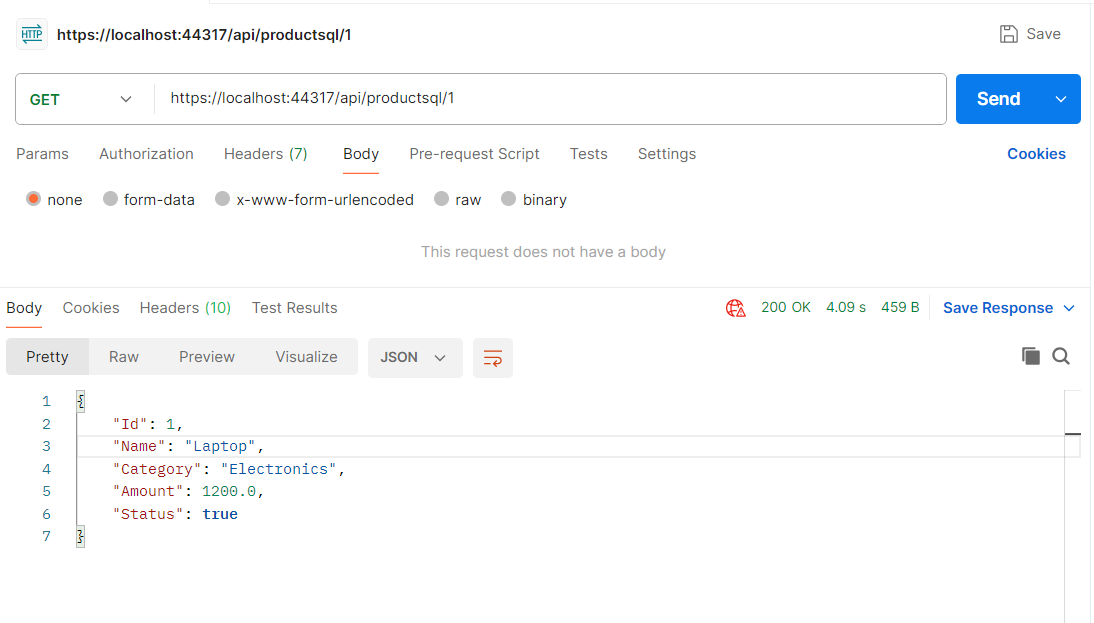 HTTP https://localhost:44317/api/productsql/1 Save
GET https://localhost:44317/api/productsql/1 Send
Params Authorization Headers (7) Body Pre-request Script Tests Settings Cookies
none form-data x-www-form-urlencoded raw binary
This request does not have a body
Body Cookies Headers (10) Test Results 200 OK 4.09 s 459 B Save Response
Pretty Raw Preview Visualize JSON
1 {
2 "Id": 1,
3 "Name": "Laptop",
4 "Category": "Electronics",
5 "Amount": 1200.0,
6 "Status": true
7 }